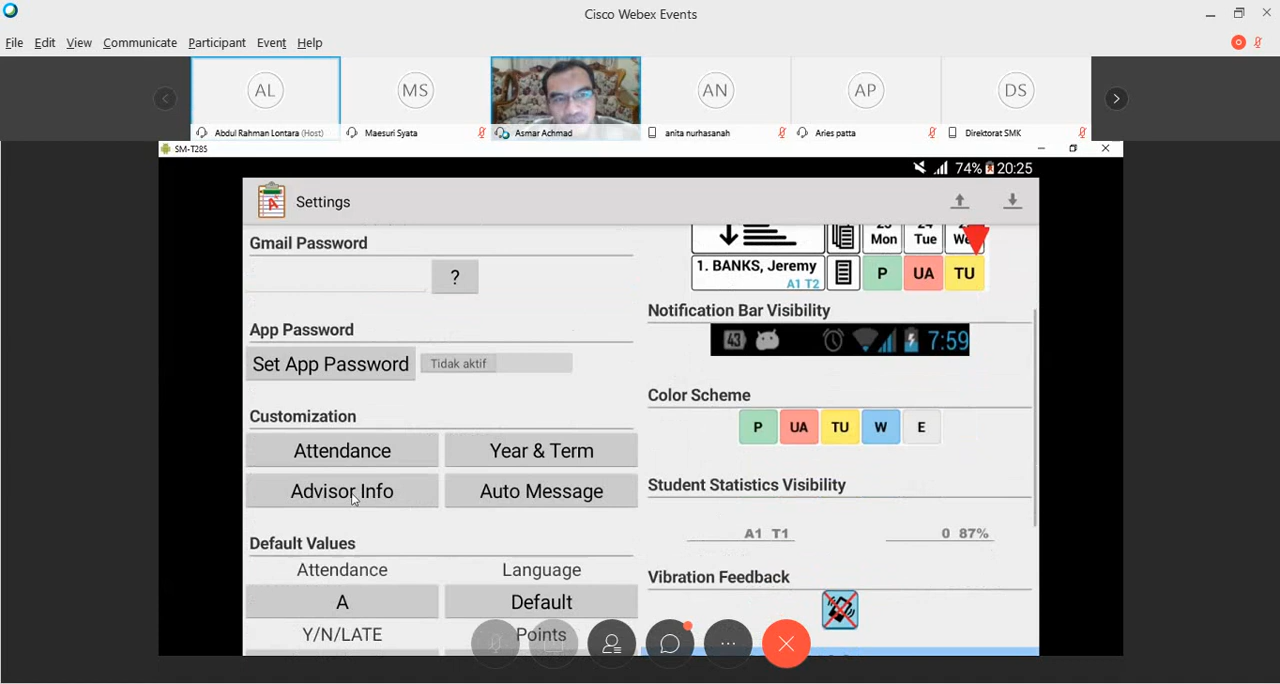 Cisco Webex Events
File Edit View Communicate Participant Event Help
AL MS AN AP DS
Abdul Rahman Lontara (Host) Maesuri Syata Asmar Achmad anita nurhasanah Aries patta Direktorat SMK
SM-T285
74% 20:25
Settings
Gmail Password
?
App Password
Set App Password Tidak aktif
Customization
Attendance Year & Term
Advisor Info Auto Message
Default Values
Attendance Language
A Default
Y/N/LATE Points
Mon Tue We
1. BANKS, Jeremy P UA TU
A1 T2
Notification Bar Visibility
43 7:59
Color Scheme
P UA TU W E
Student Statistics Visibility
A1 T1 0 87%
Vibration Feedback